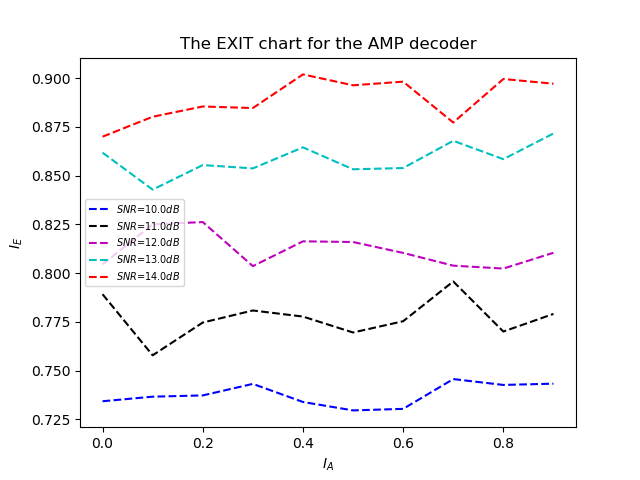 The EXIT chart for the AMP decoder
0.900
0.875
0.850
0.825
0.800
0.775
0.750
0.725
I_E
SNR=10.0dB
SNR=11.0dB
SNR=12.0dB
SNR=13.0dB
SNR=14.0dB
0.0 0.2 0.4 0.6 0.8
I_A